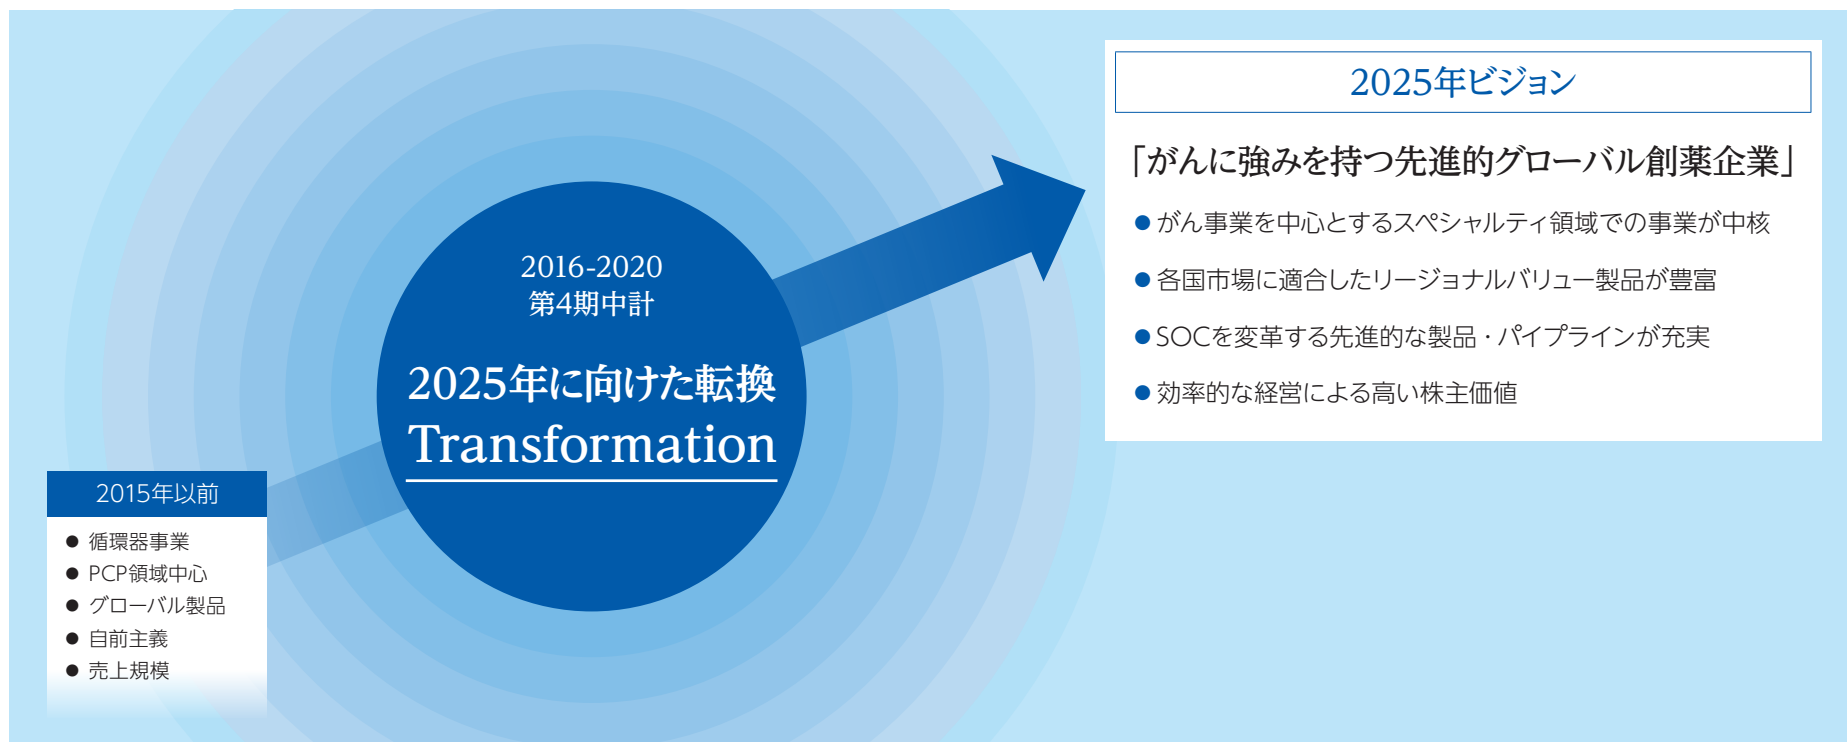 2015年以前
● 循環器事業
● PCP領域中心
● グローバル製品
● 自前主義
● 売上規模
2016-2020
第4期中計
2025年に向けた転換
Transformation
2025年ビジョン
「がんに強みを持つ先進的グローバル創薬企業」
●がん事業を中心とするスペシャルティ領域での事業が中核
●各国市場に適合したリージョナルバリュー製品が豊富
●SOCを変革する先進的な製品・パイプラインが充実
●効率的な経営による高い株主価値